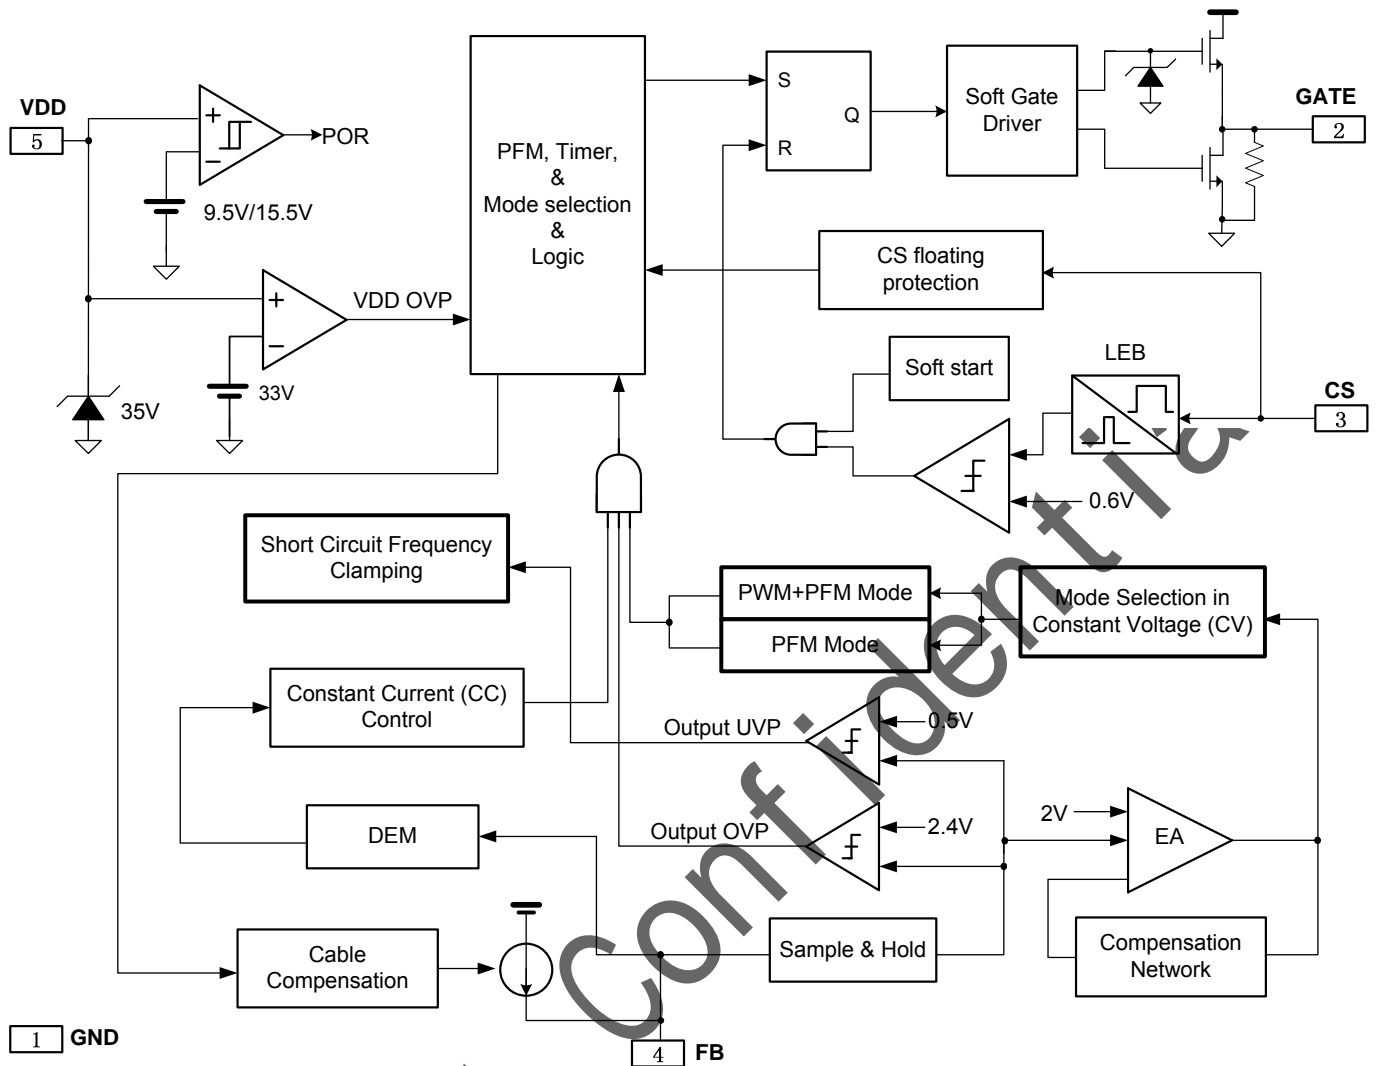 VDD
5
+
−
POR
9.5V/15.5V
+
−
VDD OVP
33V
35V
PFM, Timer,
&
Mode selection
&
Logic
S
R
Q
Soft Gate
Driver
GATE
2
CS floating
protection
Soft start
LEB
CS
3
0.6V
Short Circuit Frequency
Clamping
PWM+PFM Mode
PFM Mode
Mode Selection in
Constant Voltage (CV)
Constant Current (CC)
Control
Output UVP
0.5V
DEM
Output OVP
2.4V
2V
EA
Cable
Compensation
Sample & Hold
Compensation
Network
1
GND
4
FB
Confidential